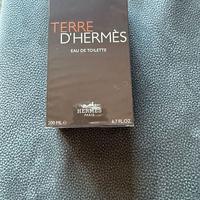 TERRE
D'HERMÈS
EAU DE TOILETTE
HERMÈS
PARIS
200 ML ℮ 6.7 FL.OZ.